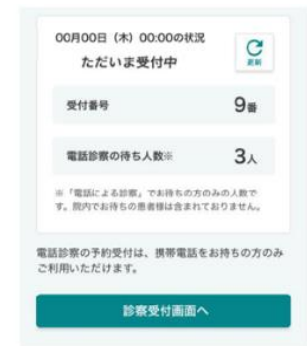 00月00日（木）00:00の状況
ただいま受付中
更新
受付番号
9番
電話診察の待ち人数※
3人
※「電話による診察」でお待ちの方のみの人数で
す。院内でお待ちの患者様は含まれておりません。
電話診察の予約受付は、携帯電話をお持ちの方のみ
ご利用いただけます。
診察受付画面へ